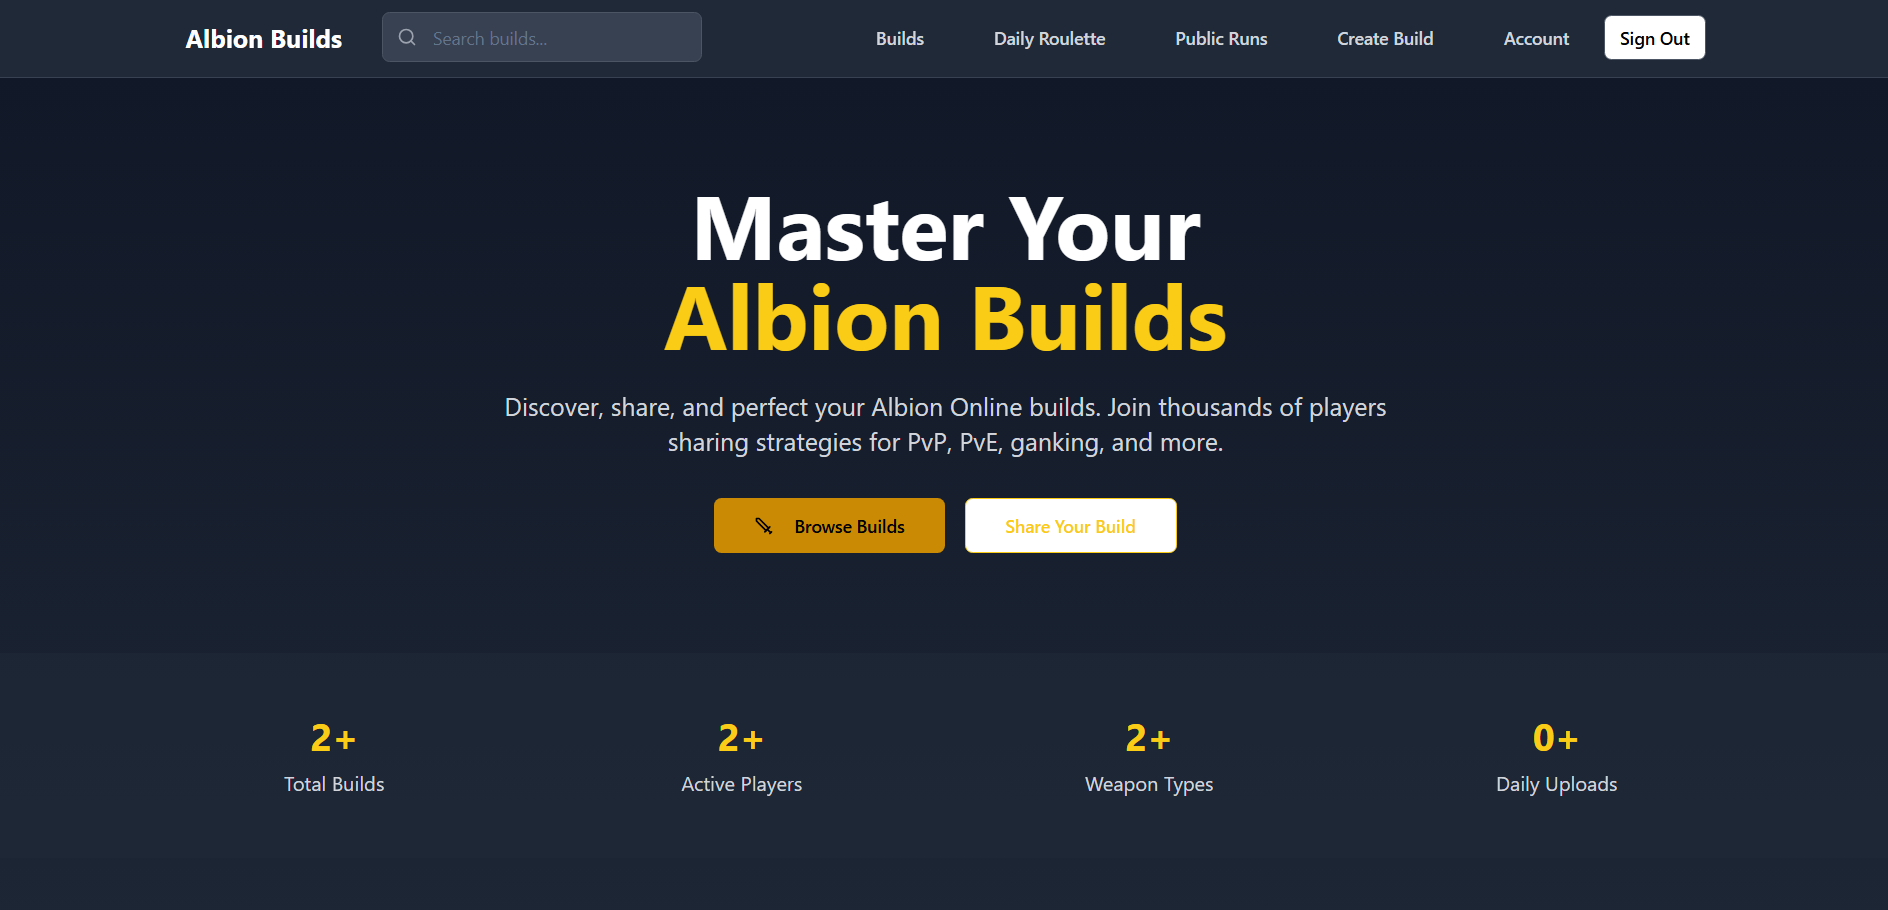 Albion Builds
Search builds...
Builds
Daily Roulette
Public Runs
Create Build
Account
Sign Out
Master Your
Albion Builds
Discover, share, and perfect your Albion Online builds. Join thousands of players
sharing strategies for PvP, PvE, ganking, and more.
Browse Builds
Share Your Build
2+
Total Builds
2+
Active Players
2+
Weapon Types
0+
Daily Uploads